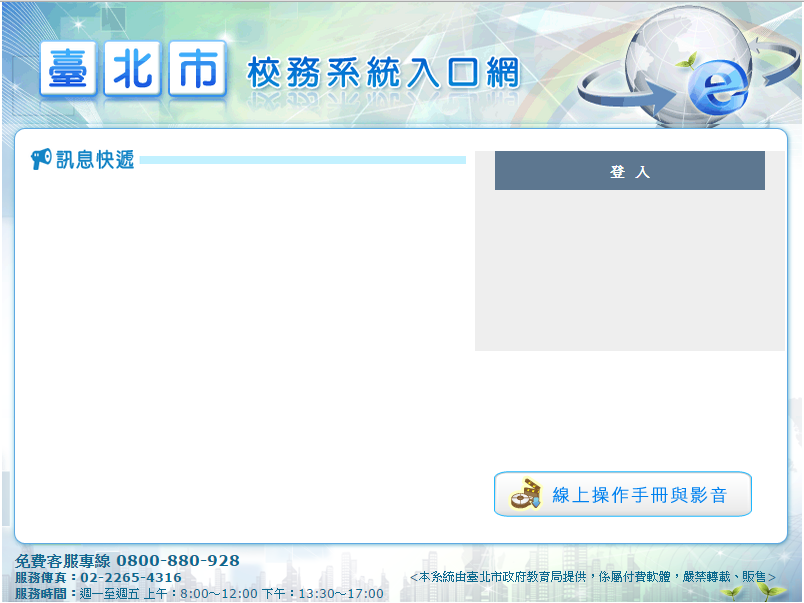 臺北市 校務系統入口網
訊息快遞
登 入
線上操作手冊與影音
免費客服專線 0800-880-928
服務傳真：02-2265-4316
服務時間：週一至週五 上午：8:00～12:00 下午：13:30～17:00
<本系統由臺北市政府教育局提供，係屬付費軟體，嚴禁轉載、販售>